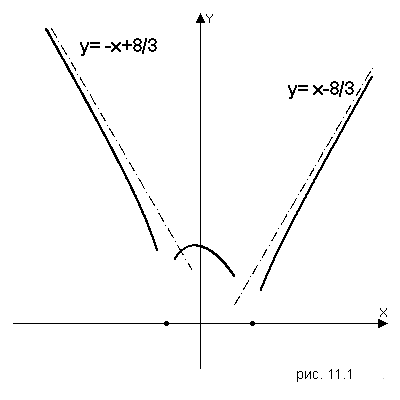 Y
y= -x+8/3
y= x-8/3
X
рис. 11.1